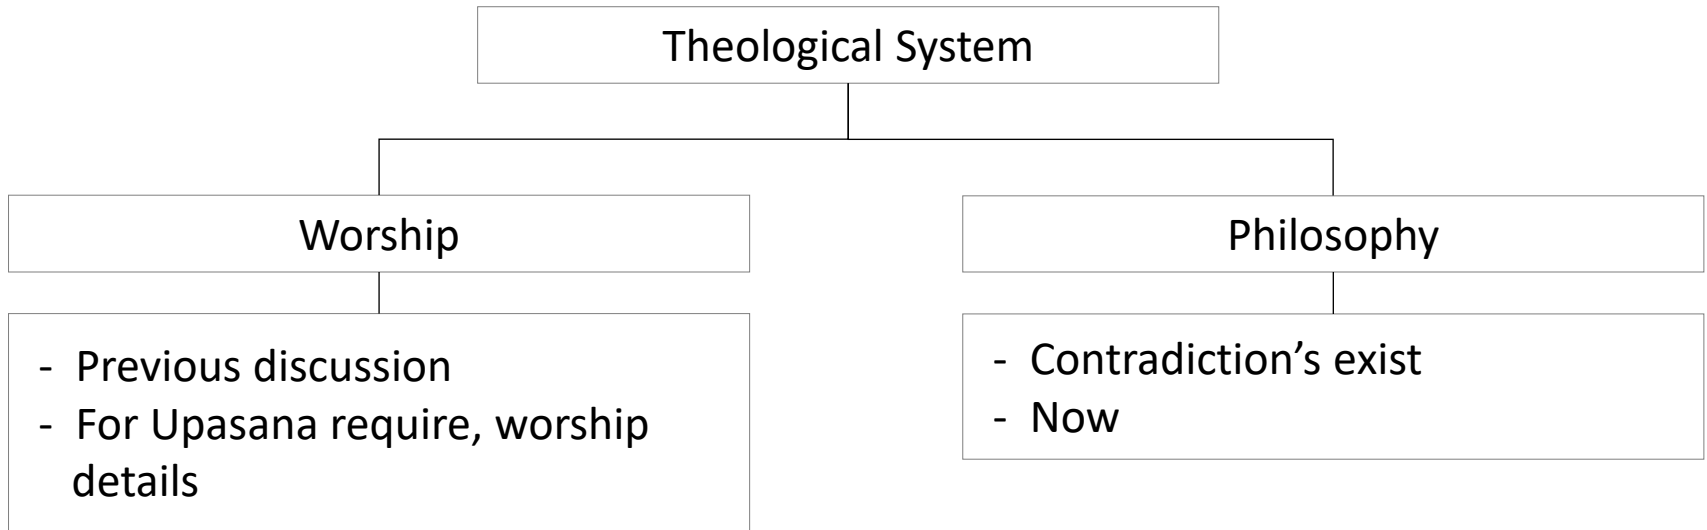 Theological System
Worship
- Previous discussion
- For Upasana require, worship
details
Philosophy
- Contradiction’s exist
- Now